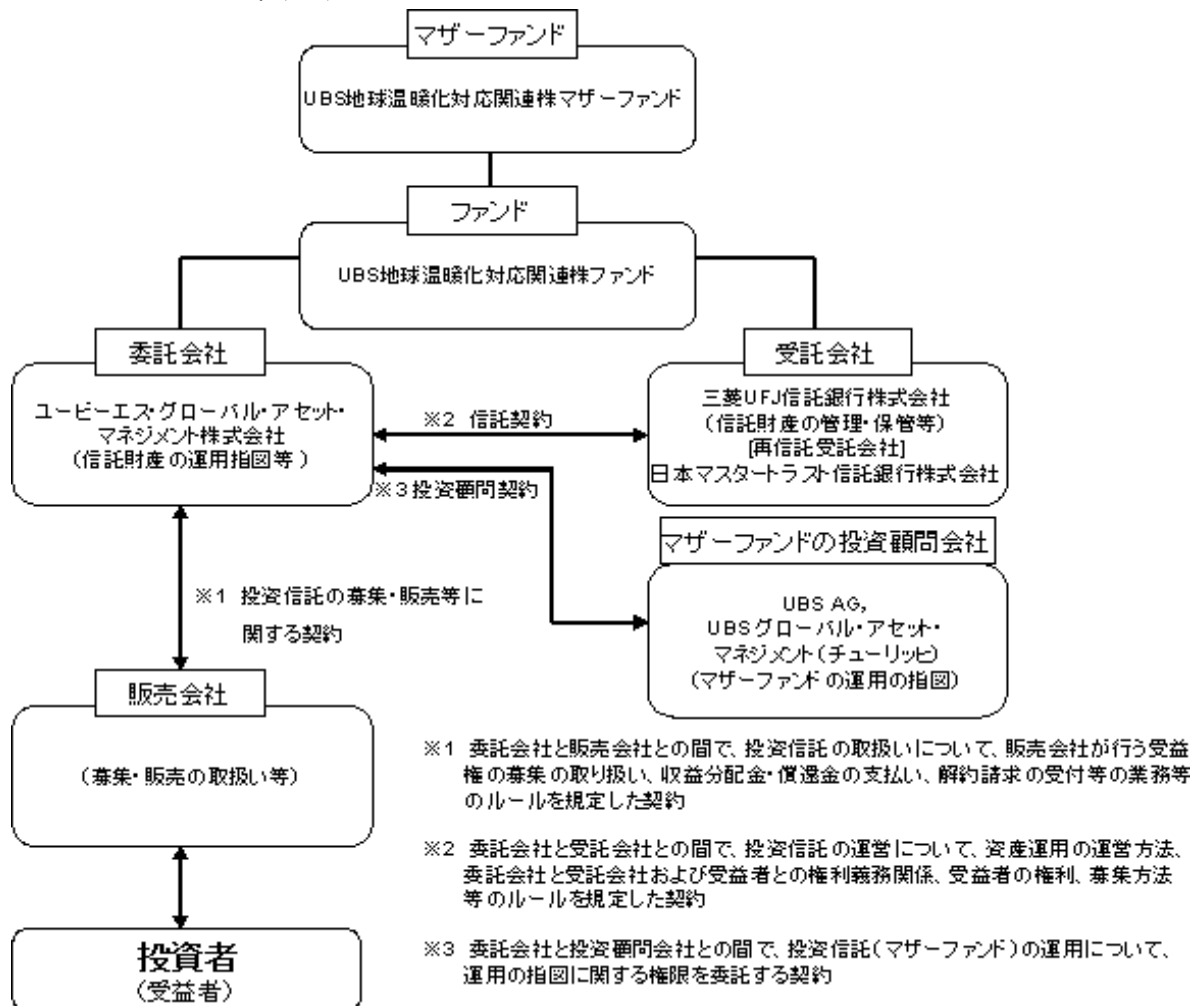 マザーファンド
UBS地球温暖化対応関連株マザーファンド
ファンド
UBS地球温暖化対応関連株ファンド
委託会社
ユービーエス・グローバル・アセット・
マネジメント株式会社
(信託財産の運用指図等)
※2 信託契約
※3投資顧問契約
受託会社
三菱UFJ信託銀行株式会社
(信託財産の管理・保管等)
[再信託受託会社]
日本マスタートラスト信託銀行株式会社
マザーファンドの投資顧問会社
UBS AG,
UBSグローバル・アセット・
マネジメント(チューリッヒ)
(マザーファンドの運用の指図)
※1 投資信託の募集・販売等に
関する契約
販売会社
(募集・販売の取扱い等)
投資者
(受益者)
※1 委託会社と販売会社との間で、投資信託の取扱いについて、販売会社が行う受益
権の募集の取り扱い、収益分配金・償還金の支払い、解約請求の受付等の業務等
のルールを規定した契約
※2 委託会社と受託会社との間で、投資信託の運営について、資産運用の運営方法、
委託会社と受託会社および受益者との権利義務関係、受益者の権利、募集方法
等のルールを規定した契約
※3 委託会社と投資顧問会社との間で、投資信託(マザーファンド)の運用について、
運用の指図に関する権限を委託する契約